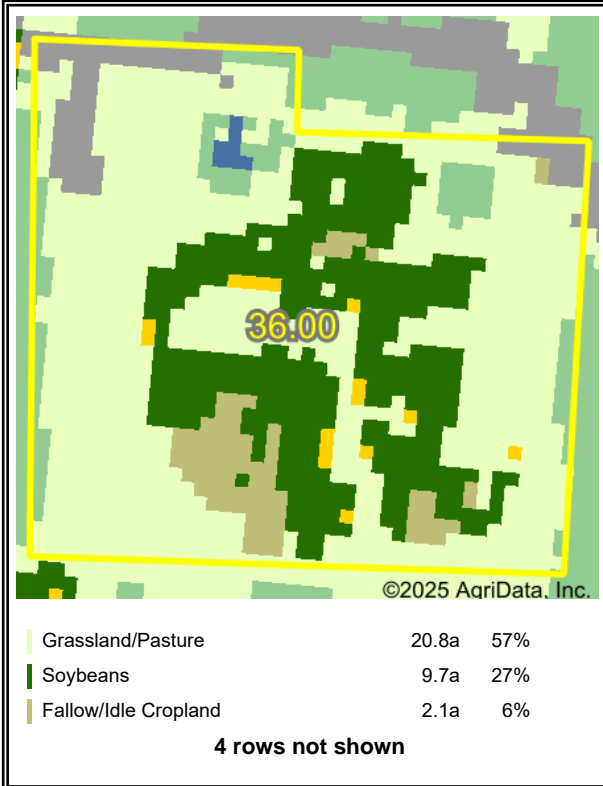 36.00
©2025 AgriData, Inc.
Grassland/Pasture 20.8a 57%
Soybeans 9.7a 27%
Fallow/Idle Cropland 2.1a 6%
4 rows not shown